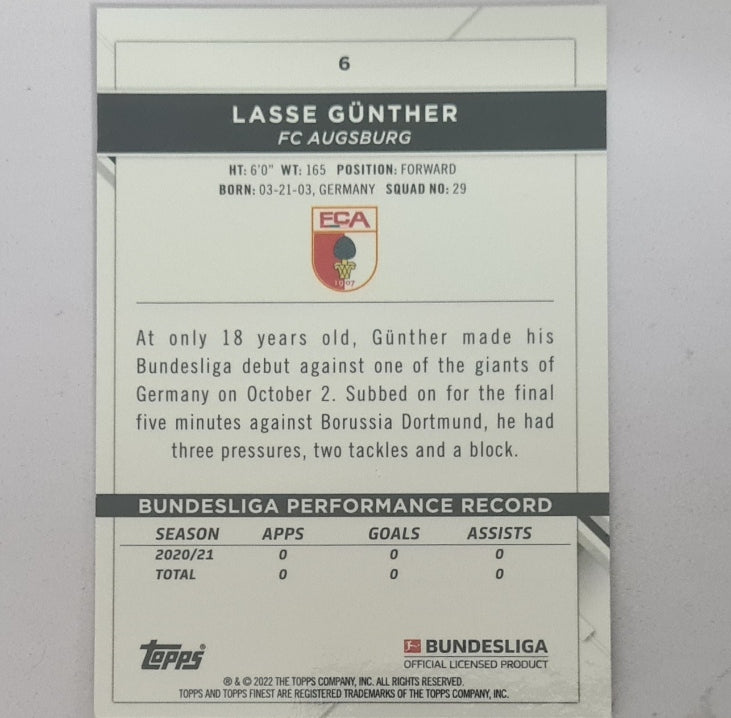 6
LASSE GÜNTHER
FC AUGSBURG
HT: 6'0" WT: 165 POSITION: FORWARD
BORN: 03-21-03, GERMANY SQUAD NO: 29
FCA
1907
At only 18 years old, Günther made his
Bundesliga debut against one of the giants of
Germany on October 2. Subbed on for the final
five minutes against Borussia Dortmund, he had
three pressures, two tackles and a block.
BUNDESLIGA PERFORMANCE RECORD
SEASON APPS GOALS ASSISTS
2020/21 0 0 0
TOTAL 0 0 0
topps®
BUNDESLIGA
OFFICIAL LICENSED PRODUCT
® & © 2022 THE TOPPS COMPANY, INC. ALL RIGHTS RESERVED.
TOPPS AND TOPPS FINEST ARE REGISTERED TRADEMARKS OF THE TOPPS COMPANY, INC.